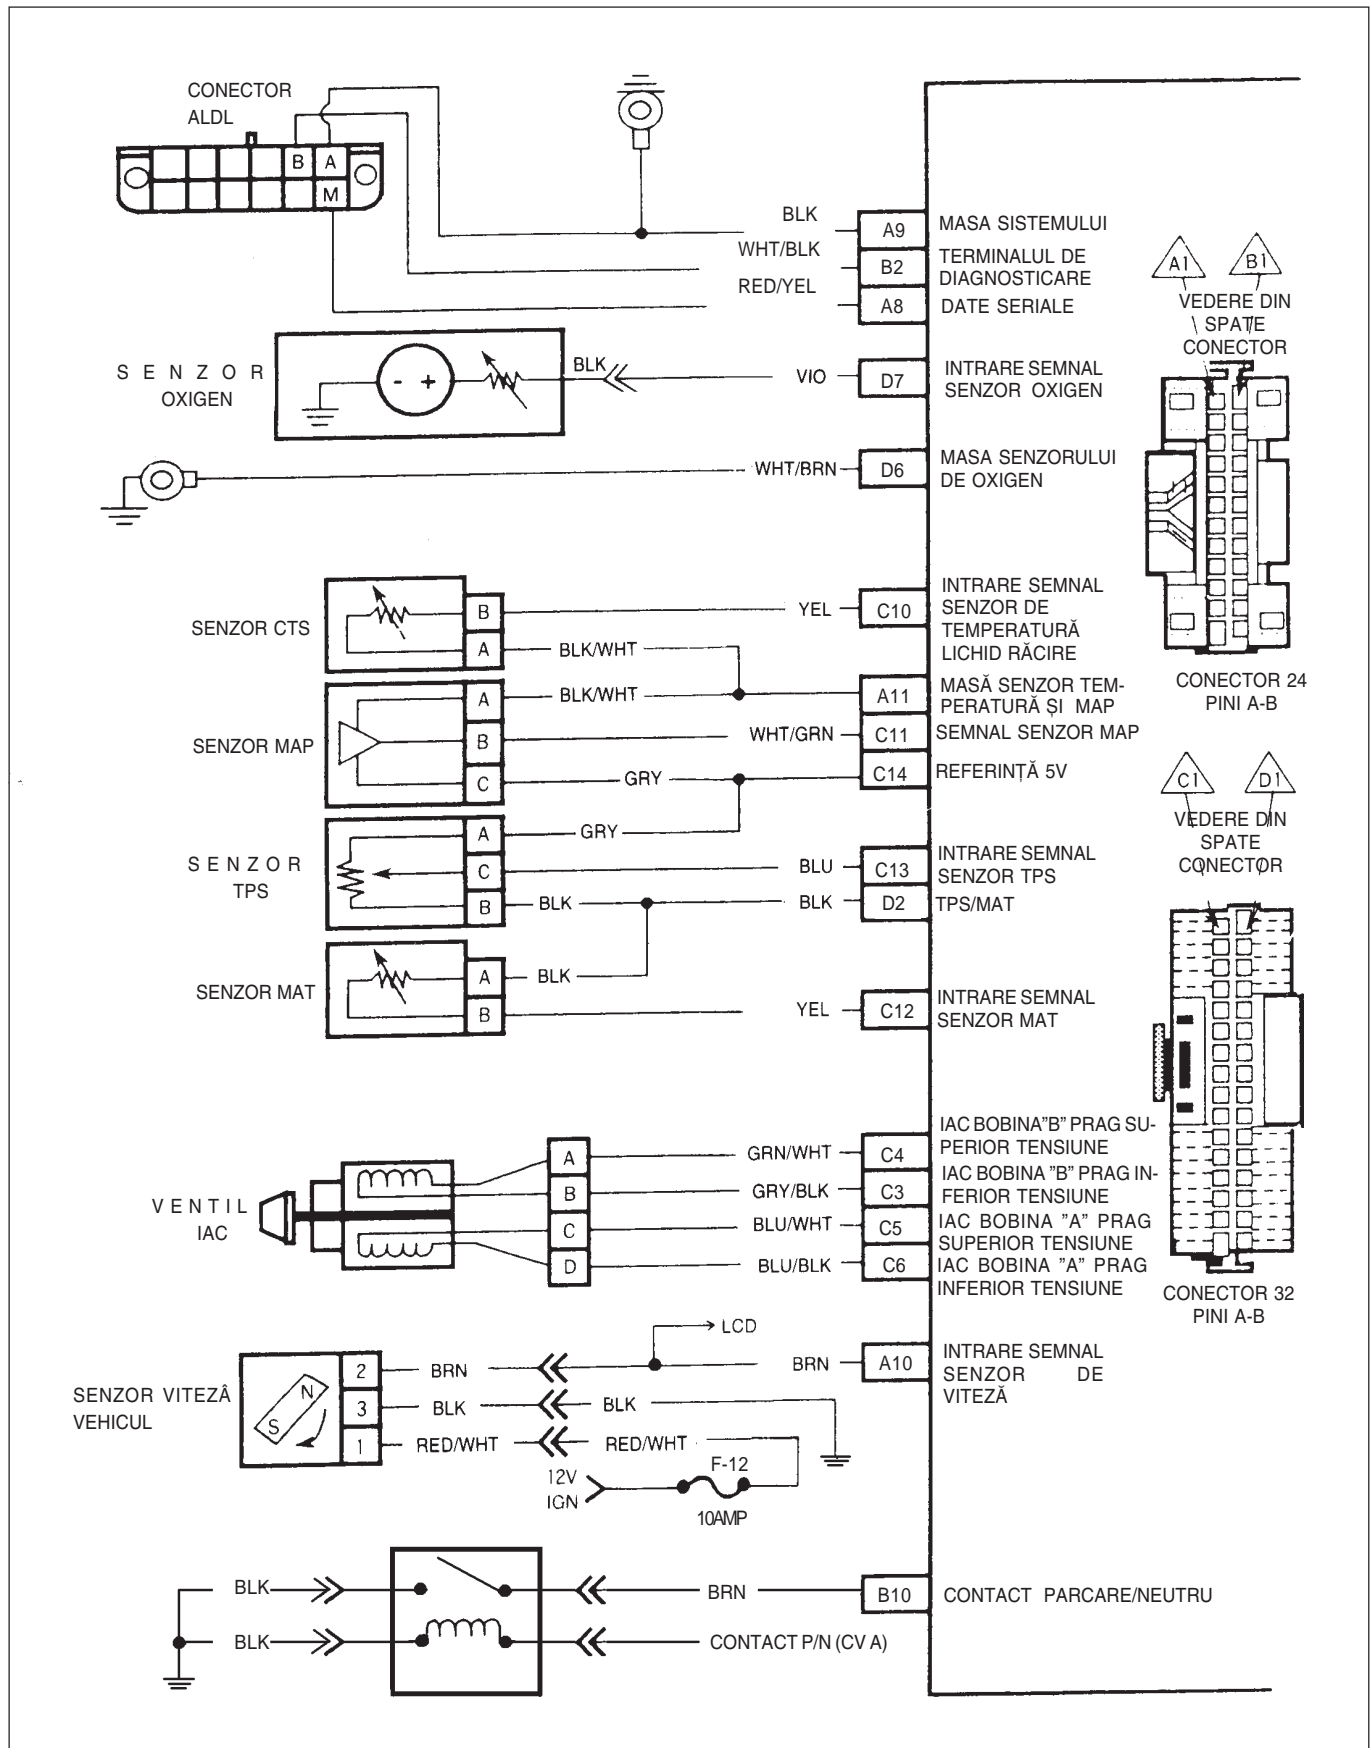 CONECTOR
ALDL
B A
M
BLK A9 MASA SISTEMULUI
WHT/BLK B2 TERMINALUL DE
DIAGNOSTICARE
RED/YEL A8 DATE SERIALE
A1 B1
VEDERE DIN
SPATE
CONECTOR
SENZOR
OXIGEN
- +
BLK VIO D7 INTRARE SEMNAL
SENZOR OXIGEN
WHT/BRN D6 MASA SENZORULUI
DE OXIGEN
SENZOR CTS
B YEL C10 INTRARE SEMNAL
SENZOR DE
TEMPERATURĂ
LICHID RĂCIRE
A BLK/WHT
CONECTOR 24
PINI A-B
SENZOR MAP
A BLK/WHT A11 MASĂ SENZOR TEM-
PERATURĂ ȘI MAP
B WHT/GRN C11 SEMNAL SENZOR MAP
C GRY C14 REFERINȚĂ 5V
C1 D1
VEDERE DIN
SPATE
CONECTOR
SENZOR
TPS
A GRY
C BLU C13 INTRARE SEMNAL
SENZOR TPS
B BLK BLK D2 TPS/MAT
SENZOR MAT
A BLK
B YEL C12 INTRARE SEMNAL
SENZOR MAT
VENTIL
IAC
A GRN/WHT C4 IAC BOBINA"B" PRAG SU-
PERIOR TENSIUNE
B GRY/BLK C3 IAC BOBINA "B" PRAG IN-
FERIOR TENSIUNE
C BLU/WHT C5 IAC BOBINA "A" PRAG
SUPERIOR TENSIUNE
D BLU/BLK C6 IAC BOBINA "A" PRAG
INFERIOR TENSIUNE
CONECTOR 32
PINI A-B
LCD
SENZOR VITEZÂ
VEHICUL
N
S
2 BRN BRN A10 INTRARE SEMNAL
SENZOR DE
VITEZĂ
3 BLK BLK
1 RED/WHT RED/WHT
12V
IGN
F-12
10AMP
BLK BRN B10 CONTACT PARCARE/NEUTRU
BLK CONTACT P/N (CV A)